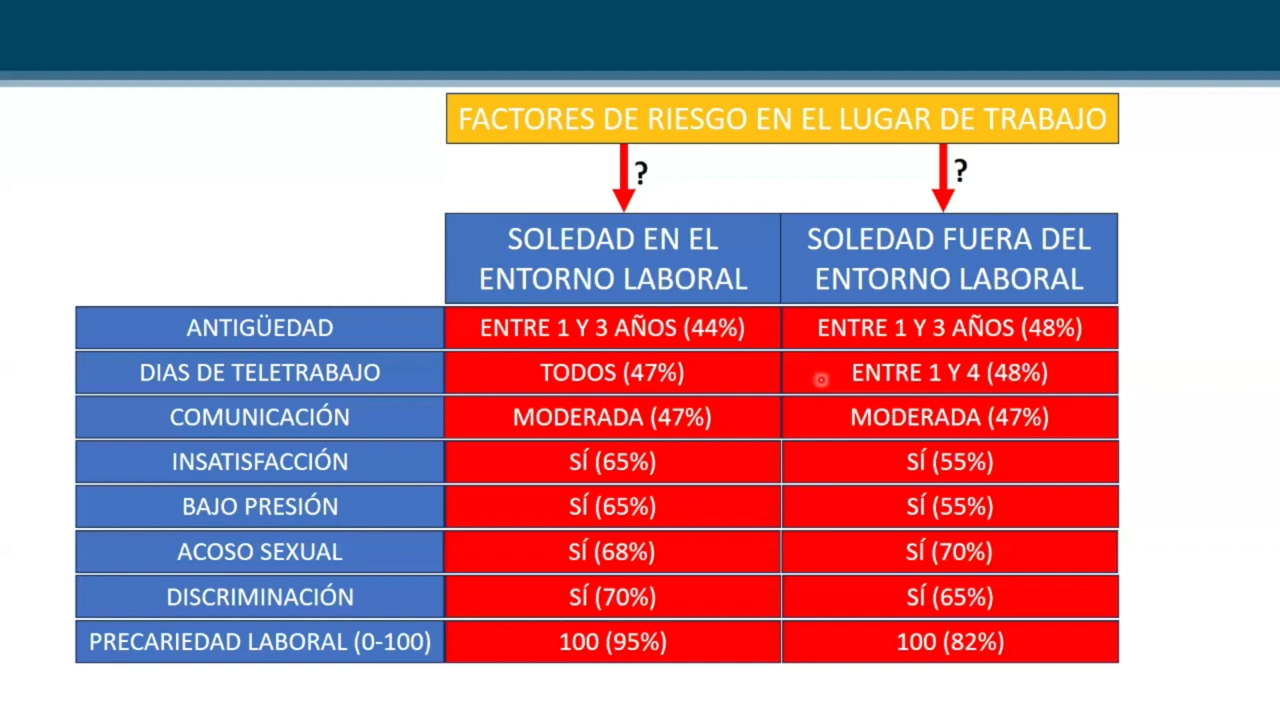 FACTORES DE RIESGO EN EL LUGAR DE TRABAJO
? ?
SOLEDAD EN EL ENTORNO LABORAL SOLEDAD FUERA DEL ENTORNO LABORAL
ANTIGÜEDAD ENTRE 1 Y 3 AÑOS (44%) ENTRE 1 Y 3 AÑOS (48%)
DIAS DE TELETRABAJO TODOS (47%) ENTRE 1 Y 4 (48%)
COMUNICACIÓN MODERADA (47%) MODERADA (47%)
INSATISFACCIÓN SÍ (65%) SÍ (55%)
BAJO PRESIÓN SÍ (65%) SÍ (55%)
ACOSO SEXUAL SÍ (68%) SÍ (70%)
DISCRIMINACIÓN SÍ (70%) SÍ (65%)
PRECARIEDAD LABORAL (0-100) 100 (95%) 100 (82%)